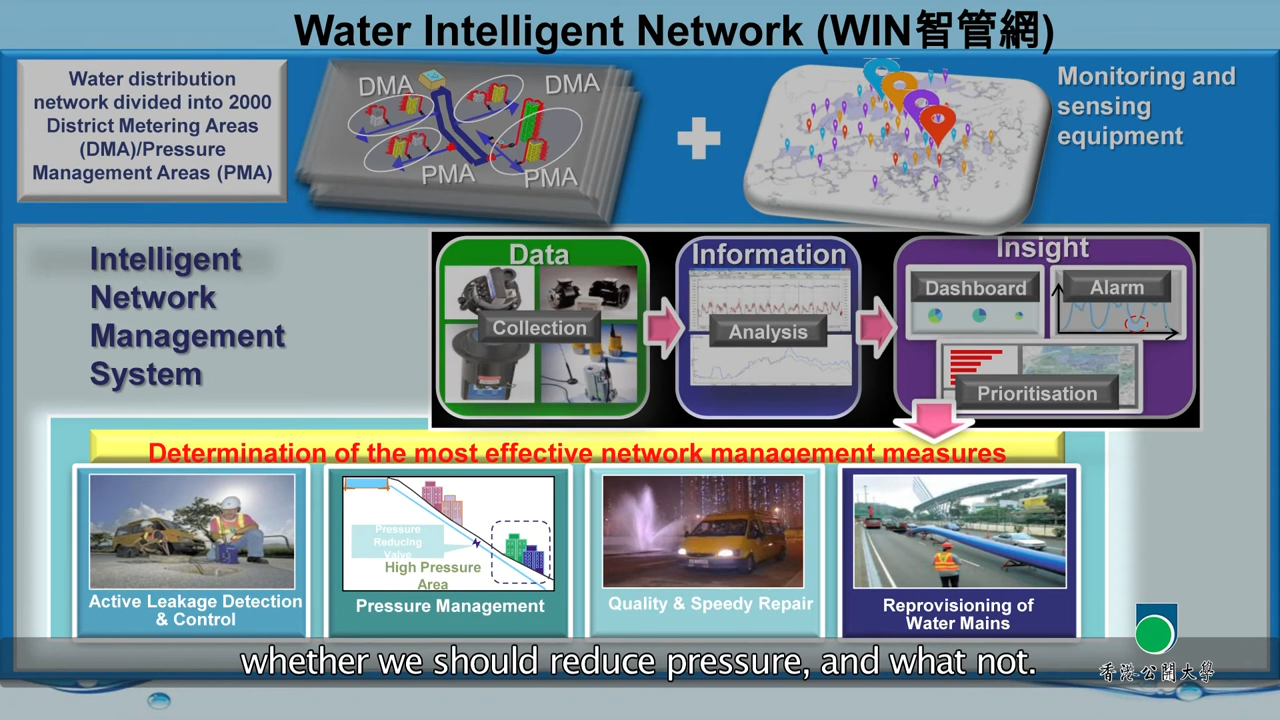 Water Intelligent Network (WIN智管網)
Water distribution
network divided into 2000
District Metering Areas
(DMA)/Pressure
Management Areas (PMA)
DMA
DMA
PMA
PMA
Monitoring and
sensing
equipment
Intelligent
Network
Management
System
Data
Collection
Information
Analysis
Insight
Dashboard
Alarm
Prioritisation
Determination of the most effective network management measures
Active Leakage Detection
& Control
Pressure
Reducing
Valve
High Pressure
Area
Pressure Management
Quality & Speedy Repair
Reprovisioning of
Water Mains
whether we should reduce pressure, and what not.
香港公開大學